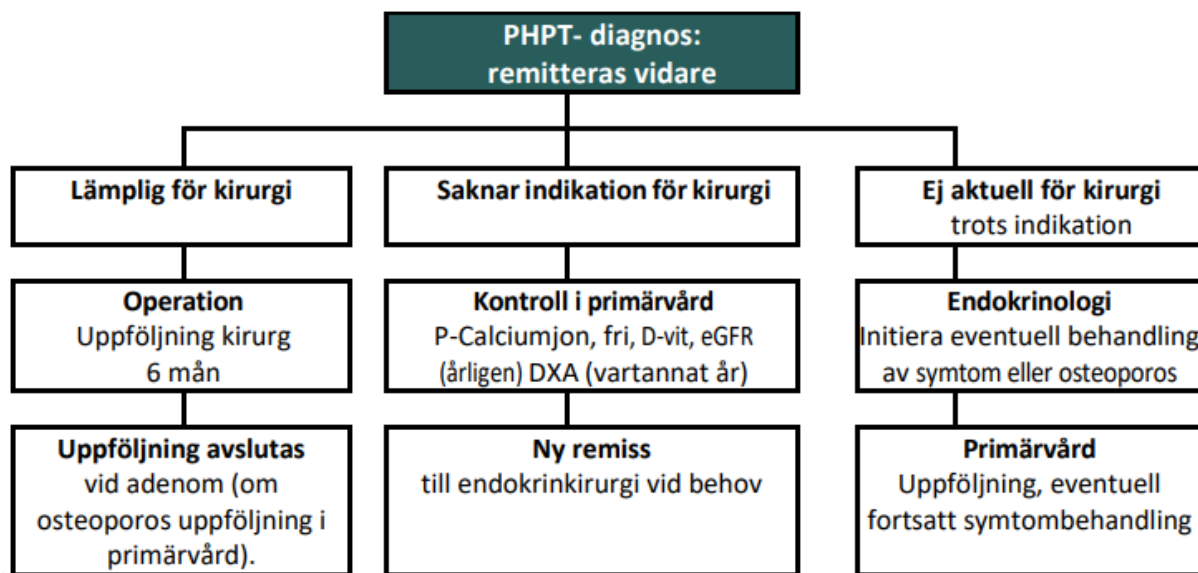 PHPT- diagnos:
remitteras vidare
Lämplig för kirurgi
Saknar indikation för kirurgi
Ej aktuell för kirurgi
trots indikation
Operation
Uppföljning kirurg
6 mån
Kontroll i primärvård
P-Calciumjon, fri, D-vit, eGFR
(årligen) DXA (vartannat år)
Endokrinologi
Initiera eventuell behandling
av symtom eller osteoporos
Uppföljning avslutas
vid adenom (om
osteoporos uppföljning i
primärvård).
Ny remiss
till endokrinkirurgi vid behov
Primärvård
Uppföljning, eventuell
fortsatt symtombehandling